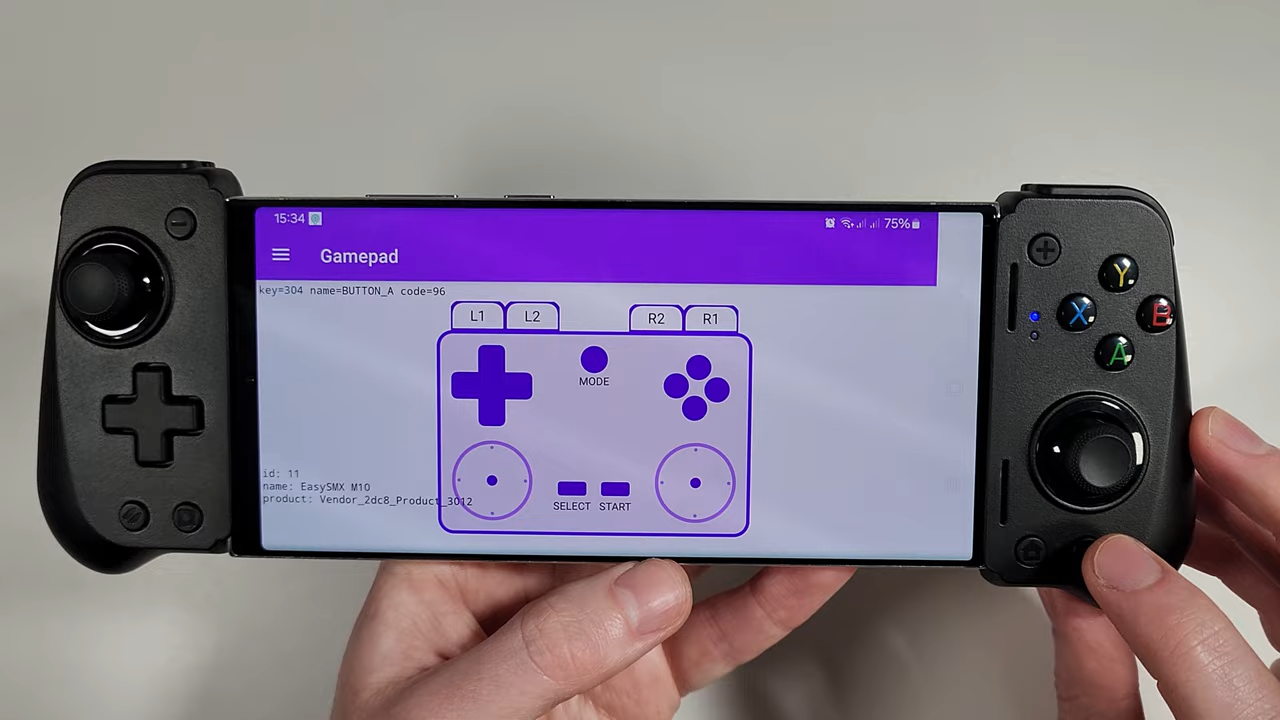 15:34 75%
Gamepad
key=304 name=BUTTON_A code=96
L1 L2 R2 R1
MODE
SELECT START
id: 11
name: EasySMX M10
product: Vendor_2dc8_Product_3012
Y
X B
A